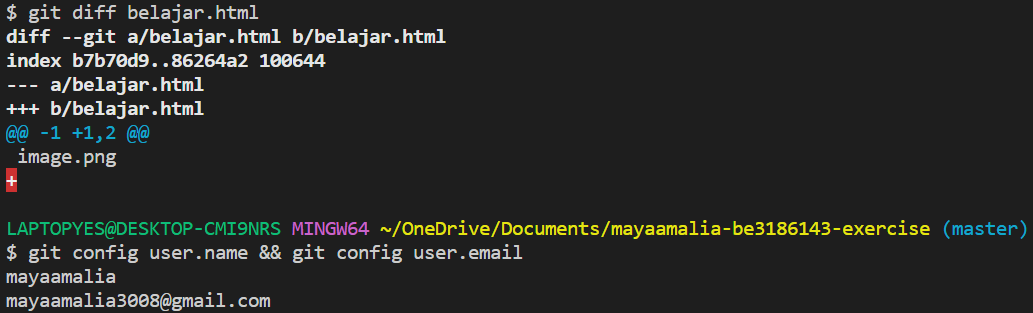 $ git diff belajar.html
diff --git a/belajar.html b/belajar.html
index b7b70d9..86264a2 100644
--- a/belajar.html
+++ b/belajar.html
@@ -1 +1,2 @@
 image.png
+
LAPTOPYES@DESKTOP-CMI9NRS MINGW64 ~/OneDrive/Documents/mayaamalia-be3186143-exercise (master)
$ git config user.name && git config user.email
mayaamalia
mayaamalia3008@gmail.com